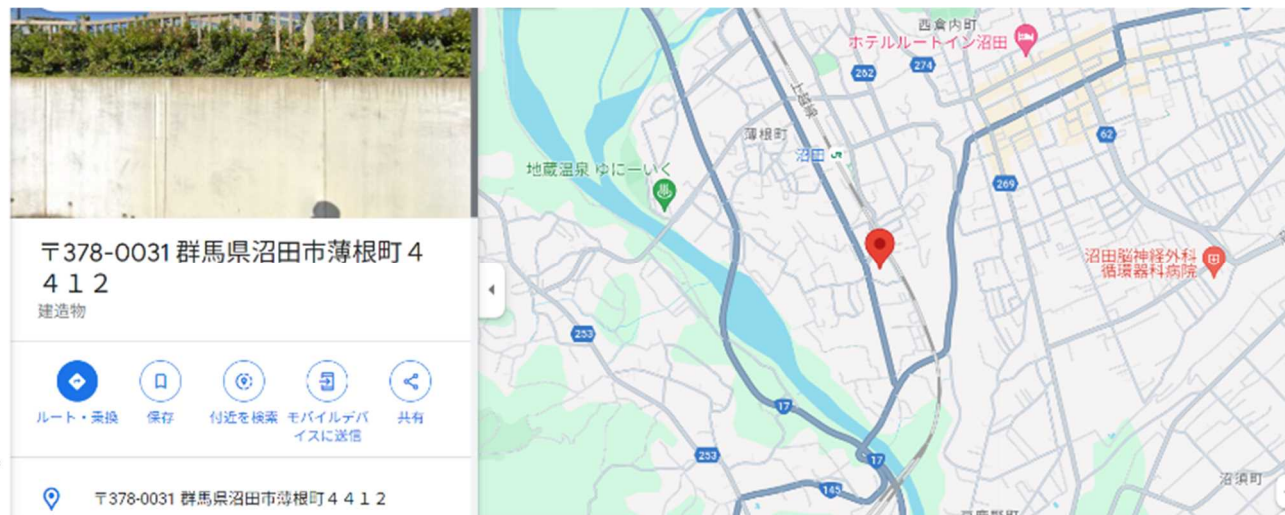 〒378-0031 群馬県沼田市薄根町４
４１２
建造物
ルート・乗換
保存
付近を検索
モバイルデバ
イスに送信
共有
〒378-0031 群馬県沼田市薄根町４４１２
西倉内町
ホテルルートイン沼田
262
274
上越線
薄根町
沼田
62
地蔵温泉 ゆにーいく
269
沼田脳神経外科
循環器科病院
253
17
253
17
145
沼須町